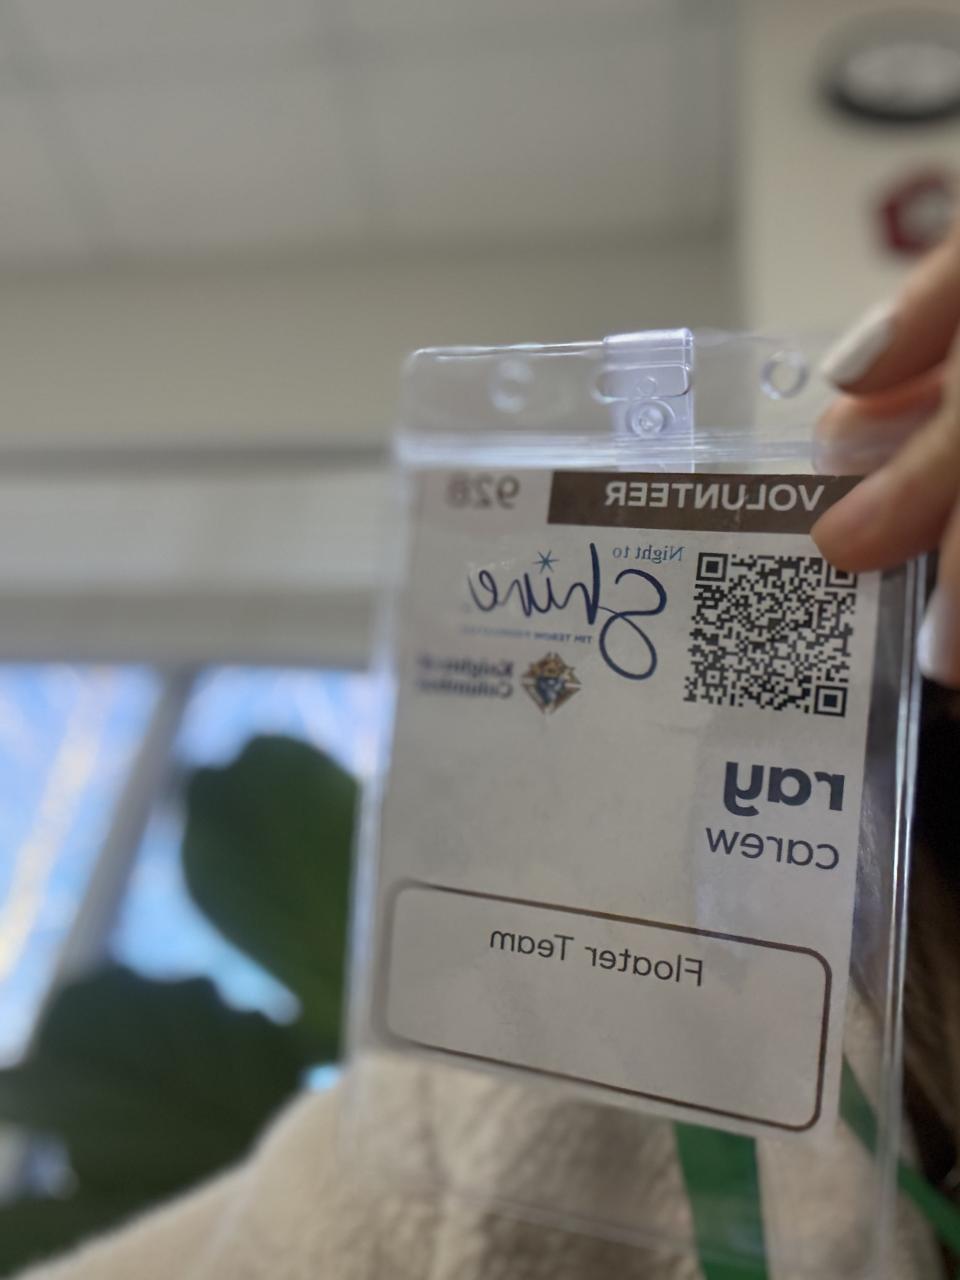 VOLUNTEER 928
Night to
Shine
TIM TEBOW FOUNDATION
Knights of
Columbus
ray
carew
Floater Team